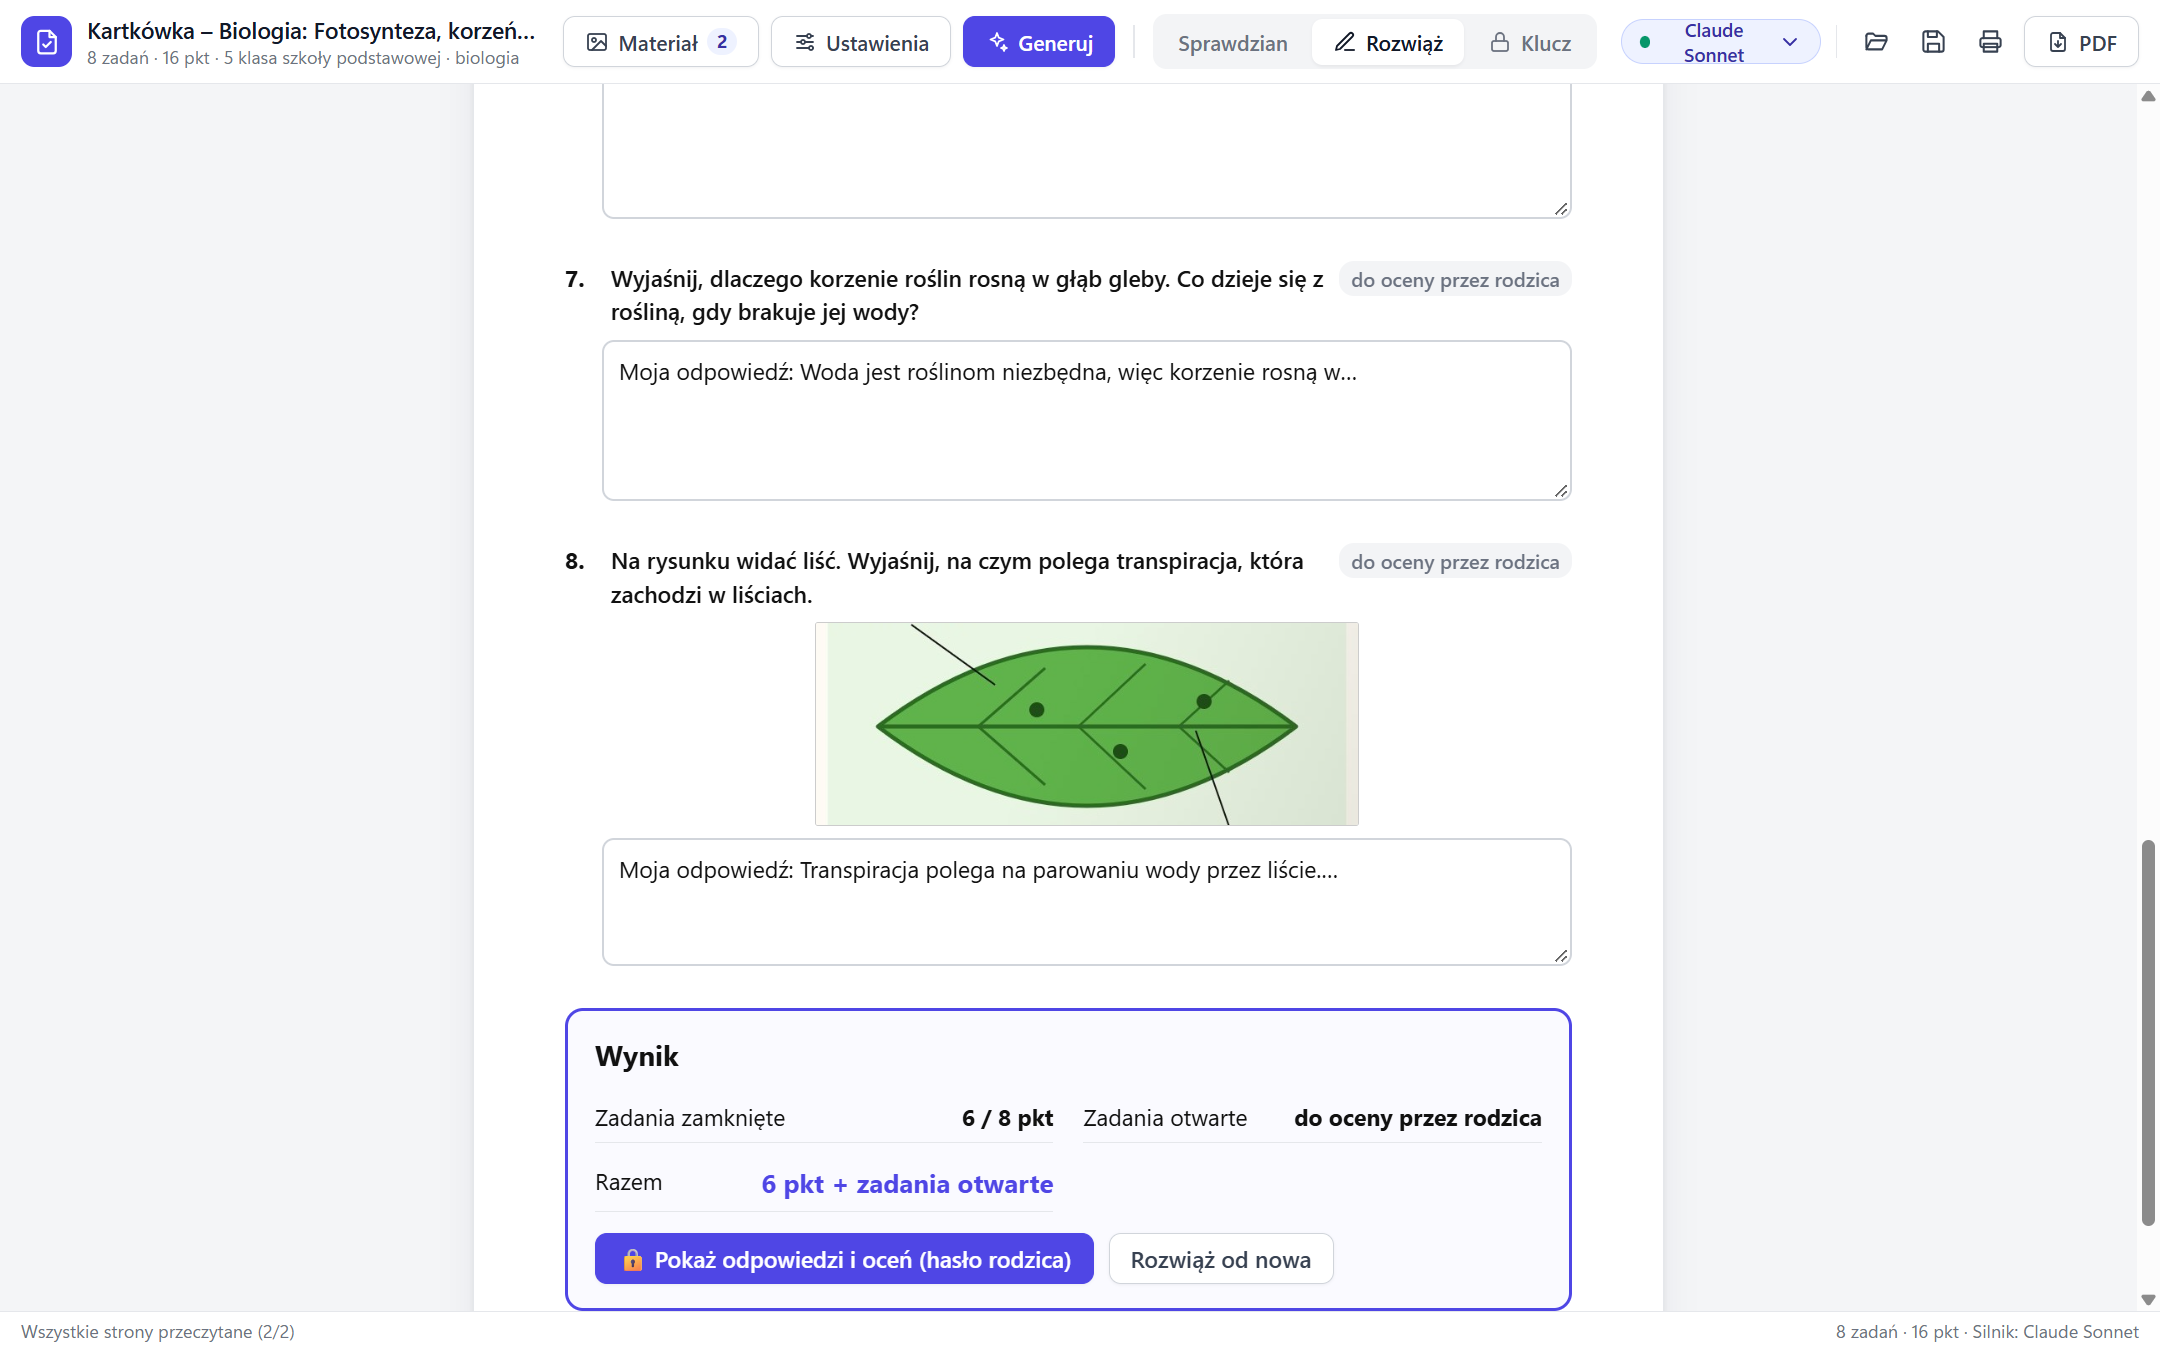 Kartkówka – Biologia: Fotosynteza, korzeń...
8 zadań · 16 pkt · 5 klasa szkoły podstawowej · biologia
Materiał 2
Ustawienia
Generuj
Sprawdzian
Rozwiąż
Klucz
Claude
Sonnet
PDF
7. Wyjaśnij, dlaczego korzenie roślin rosną w głąb gleby. Co dzieje się z
rośliną, gdy brakuje jej wody?
do oceny przez rodzica
Moja odpowiedź: Woda jest roślinom niezbędna, więc korzenie rosną w...
8. Na rysunku widać liść. Wyjaśnij, na czym polega transpiracja, która
zachodzi w liściach.
do oceny przez rodzica
Moja odpowiedź: Transpiracja polega na parowaniu wody przez liście....
Wynik
Zadania zamknięte 6 / 8 pkt
Zadania otwarte do oceny przez rodzica
Razem 6 pkt + zadania otwarte
Pokaż odpowiedzi i oceń (hasło rodzica)
Rozwiąż od nowa
Wszystkie strony przeczytane (2/2)
8 zadań · 16 pkt · Silnik: Claude Sonnet